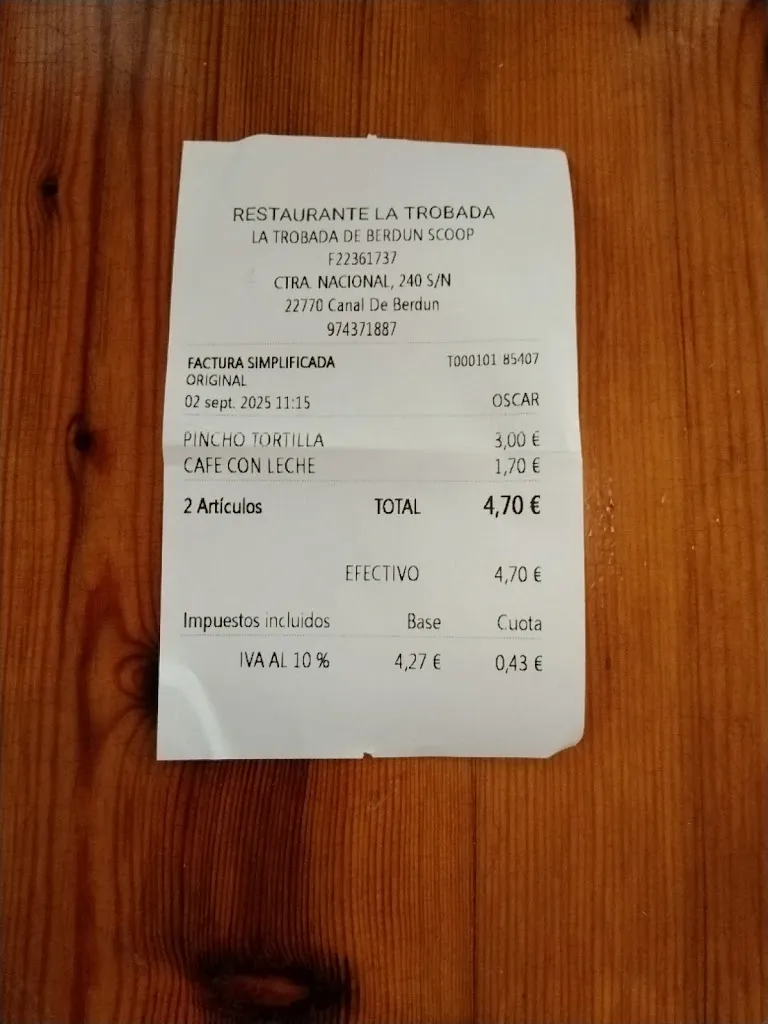 RESTAURANTE LA TROBADA
LA TROBADA DE BERDUN SCOOP
F22361737
CTRA. NACIONAL, 240 S/N
22770 Canal De Berdun
974371887
FACTURA SIMPLIFICADA T000101 85407
ORIGINAL
02 sept. 2025 11:15 OSCAR
PINCHO TORTILLA 3,00 €
CAFE CON LECHE 1,70 €
2 Artículos TOTAL 4,70 €
EFECTIVO 4,70 €
Impuestos incluidos Base Cuota
IVA AL 10 % 4,27 € 0,43 €